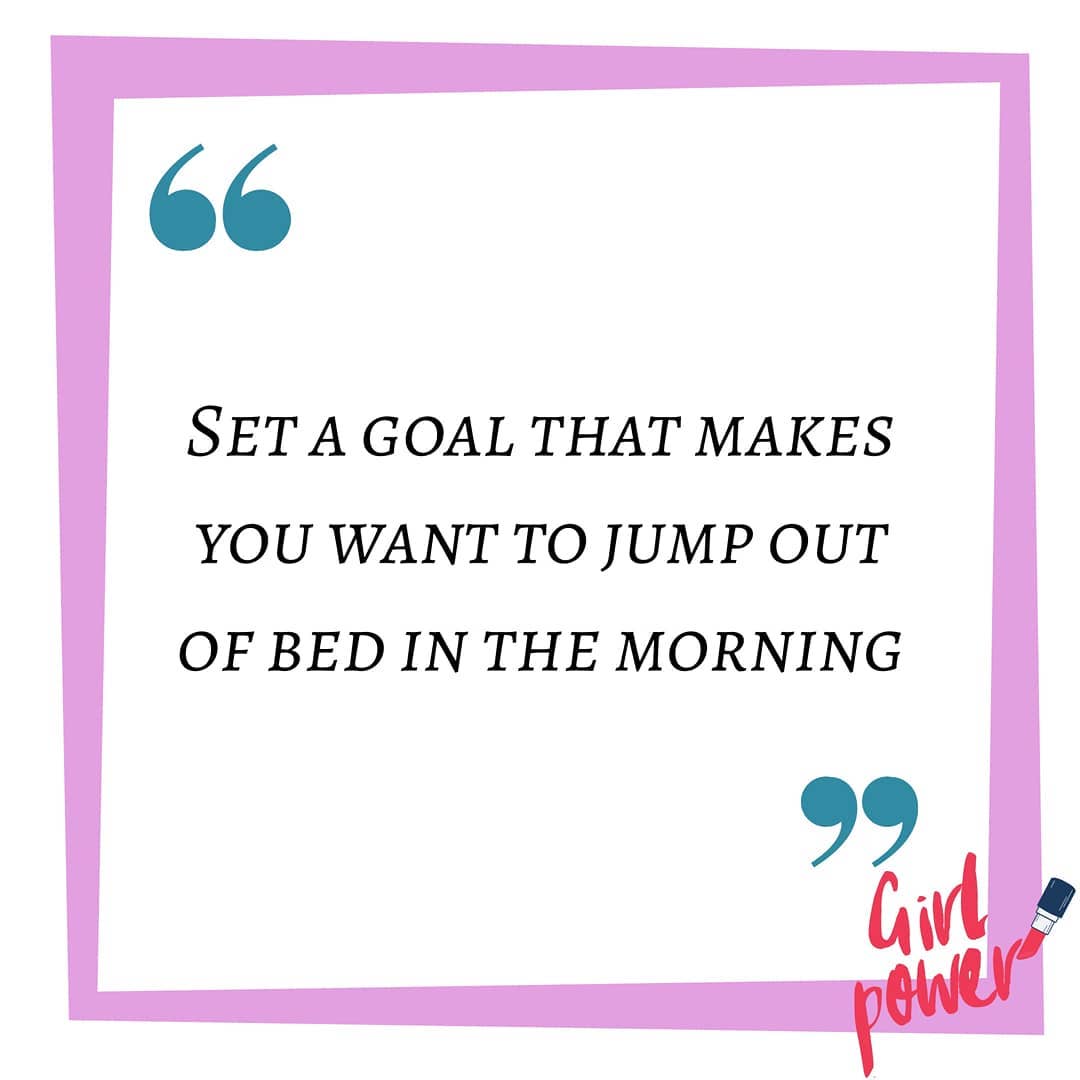 “
Set a goal that makes
you want to jump out
of bed in the morning
”
Girl
power